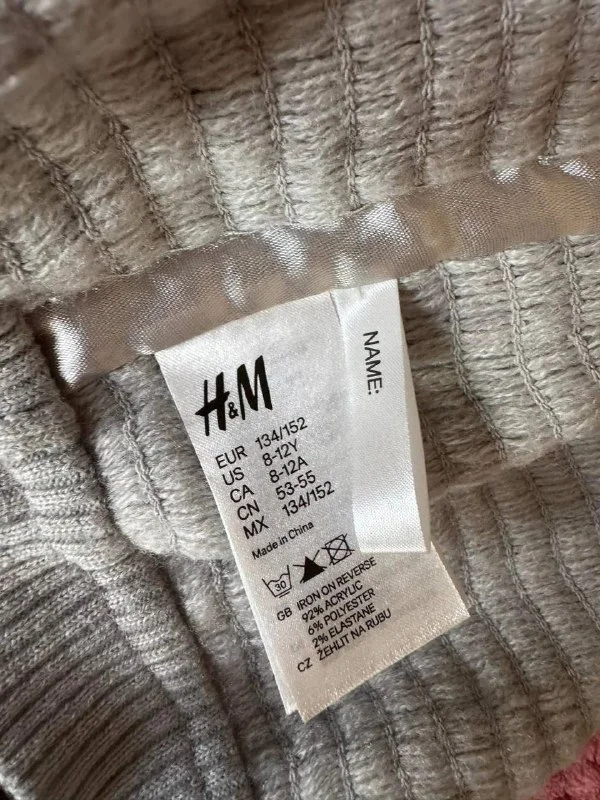 H&M
NAME:
EUR 134/152
US 8-12Y
CA 8-12A
CN 53-55
MX 134/152
Made in China
30
GB IRON ON REVERSE
92% ACRYLIC
6% POLYESTER
2% ELASTANE
CZ ŽEHLIT NA RUBU